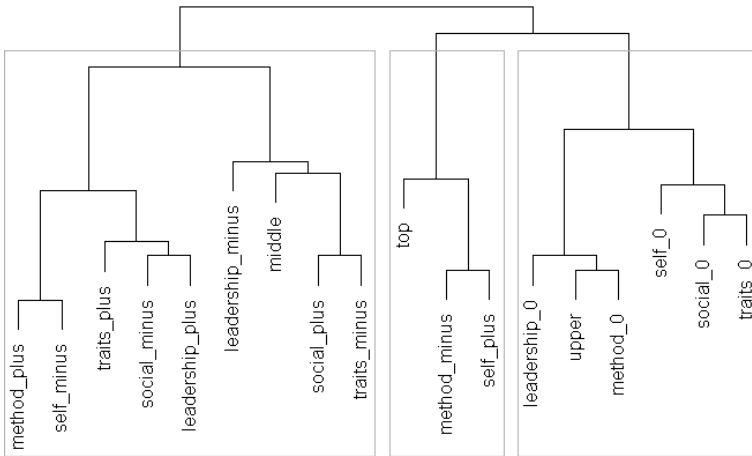 method_plus
self_minus
traits_plus
social_minus
leadership_plus
leadership_minus
middle
social_plus
traits_minus
top
method_minus
self_plus
leadership_0
upper
method_0
self_0
social_0
traits_0